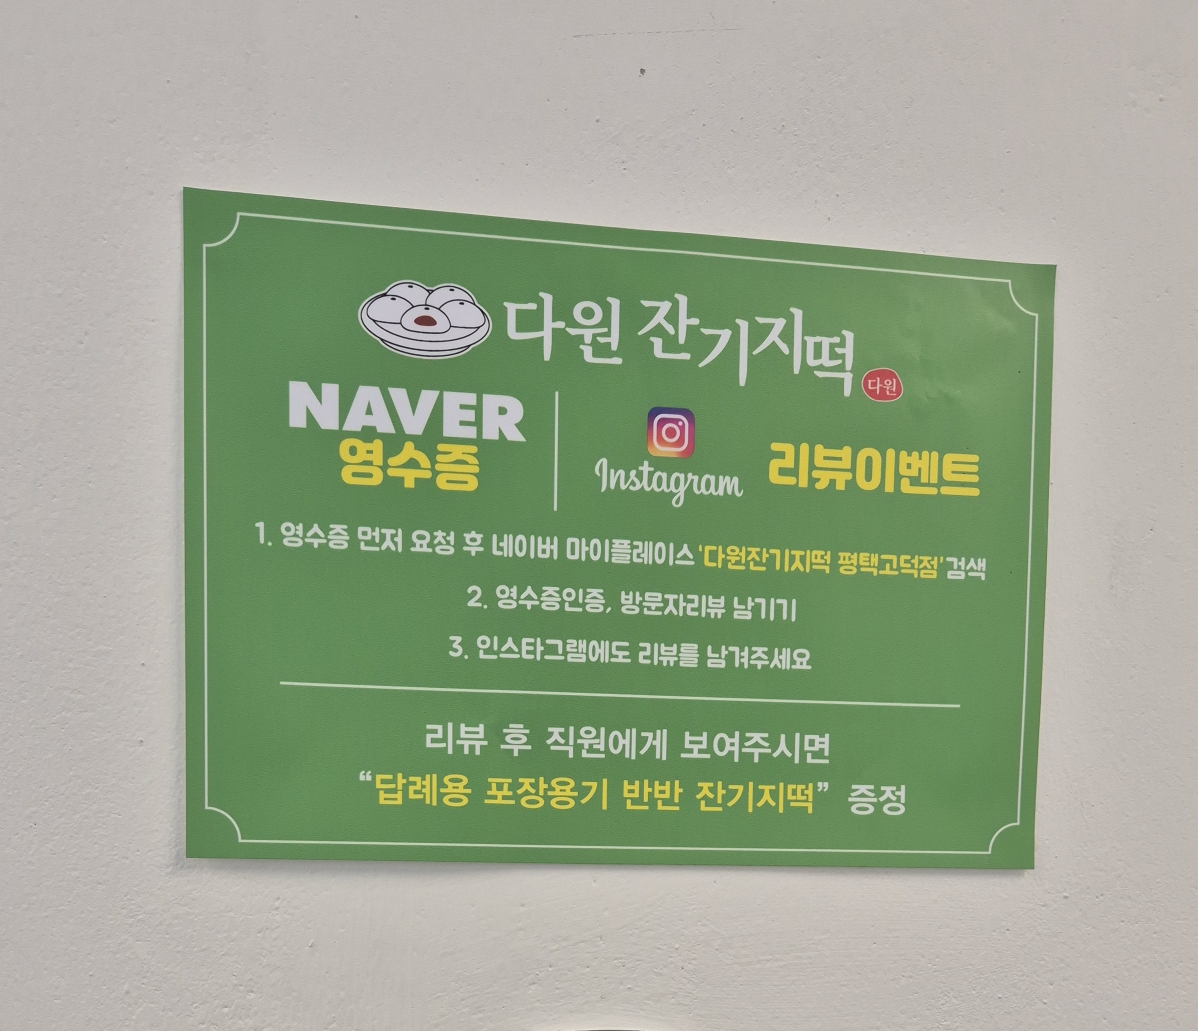 다원 잔기지떡
다원
NAVER
영수증
Instagram
리뷰이벤트
1. 영수증 먼저 요청 후 네이버 마이플레이스 '다원잔기지떡 평택고덕점' 검색
2. 영수증인증, 방문자리뷰 남기기
3. 인스타그램에도 리뷰를 남겨주세요
리뷰 후 직원에게 보여주시면
“답례용 포장용기 반반 잔기지떡” 증정